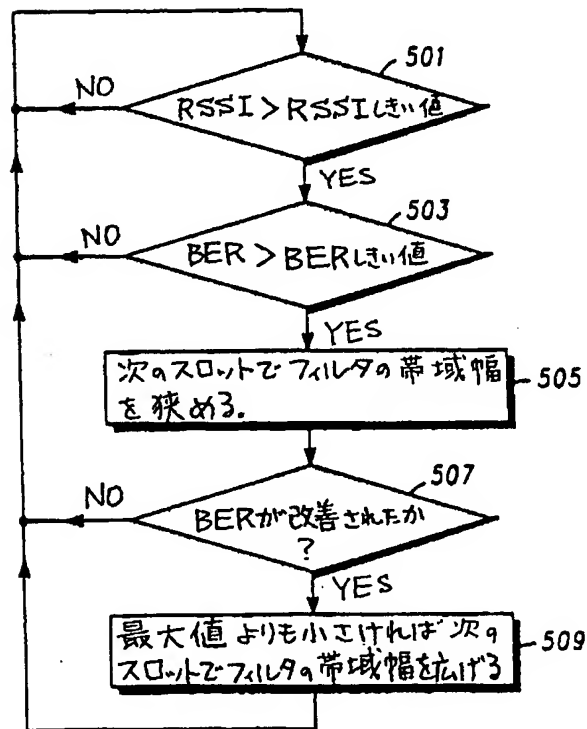 501
NO
RSSI>RSSIしきい値
YES
503
NO
BER>BERしきい値
YES
次のスロットでフィルタの帯域幅
を狭める.
505
507
NO
BERが改善されたか
?
YES
最大値よりも小さければ次の
スロットでフィルタの帯域幅を広げる
509